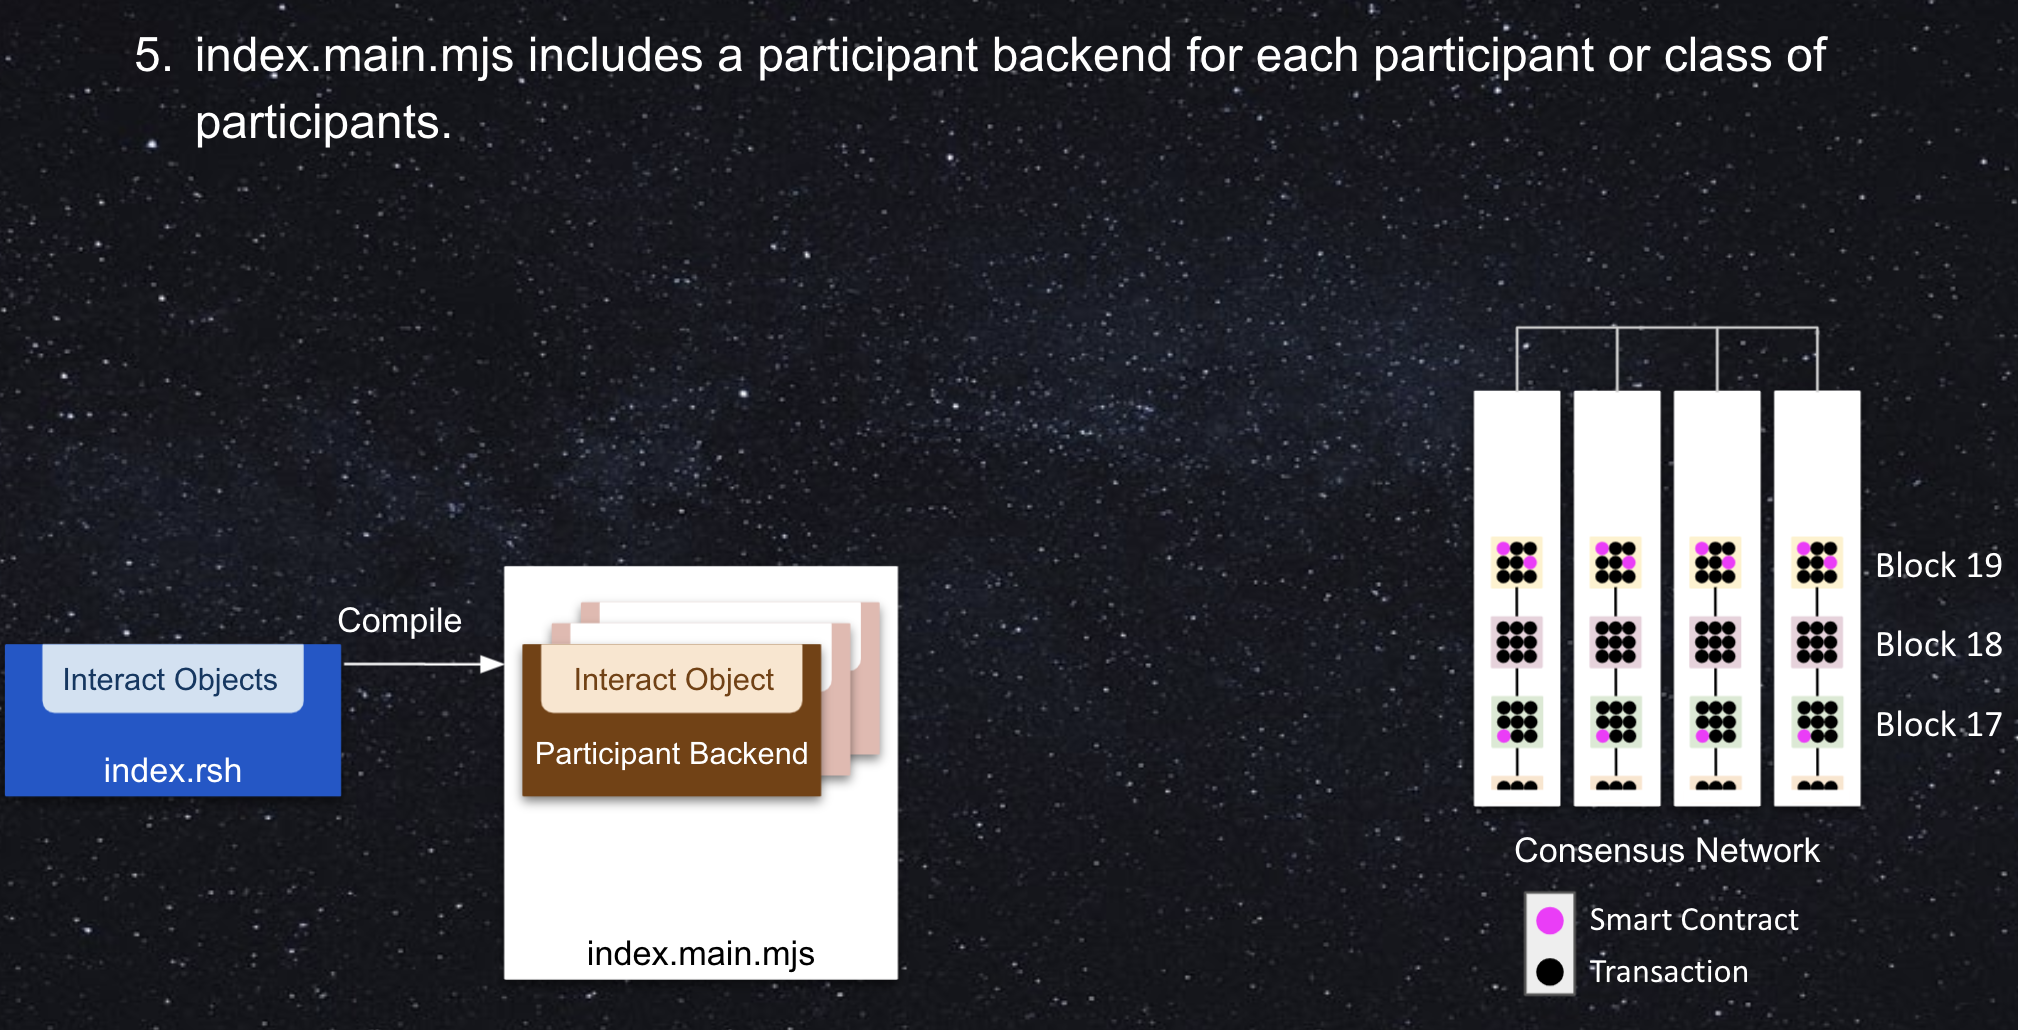 5. index.main.mjs includes a participant backend for each participant or class of
participants.
Compile
Interact Objects
index.rsh
Interact Object
Participant Backend
index.main.mjs
Block 19
Block 18
Block 17
Consensus Network
Smart Contract
Transaction